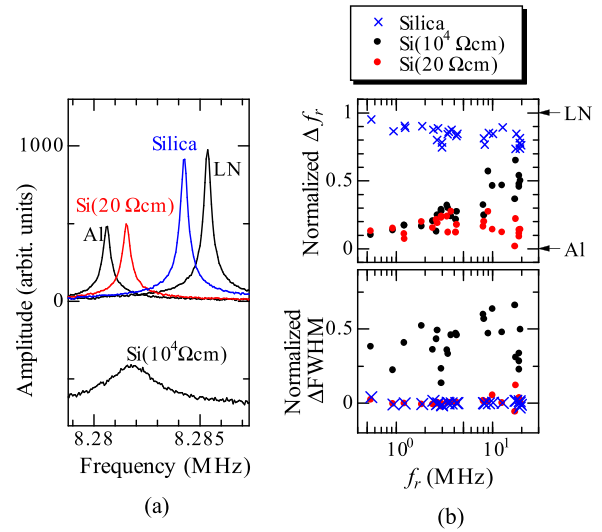 (a)
Silica
Si(10⁴ Ωcm)
Si(20 Ωcm)
1000
0
Amplitude (arbit. units)
Silica
LN
Si(20 Ωcm)
Al
Si(10⁴Ωcm)
8.28
8.285
Frequency (MHz)
(a)
1
0.5
0
Normalized Δfr
LN
Al
0.5
0
Normalized
ΔFWHM
10⁰
10¹
fr (MHz)
(b)